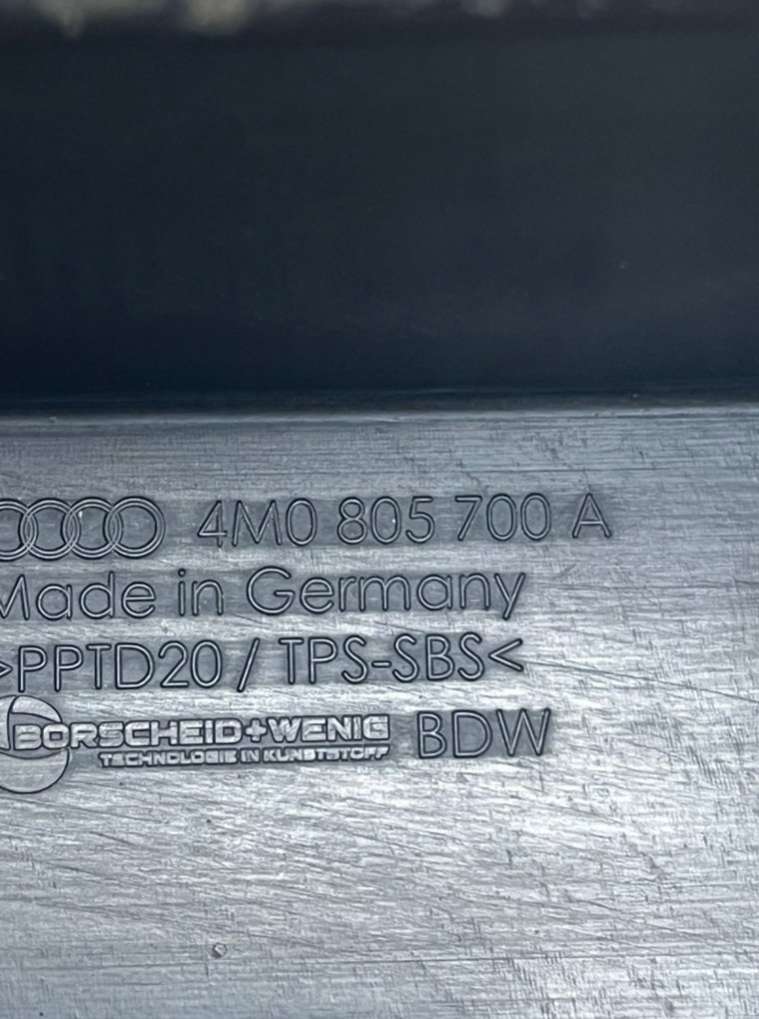 4M0 805 700 A
Made in Germany
>PPTD20 / TPS-SBS<
BORSCHEID+WENIG BDW
TECHNOLOGIE IN KUNSTSTOFF